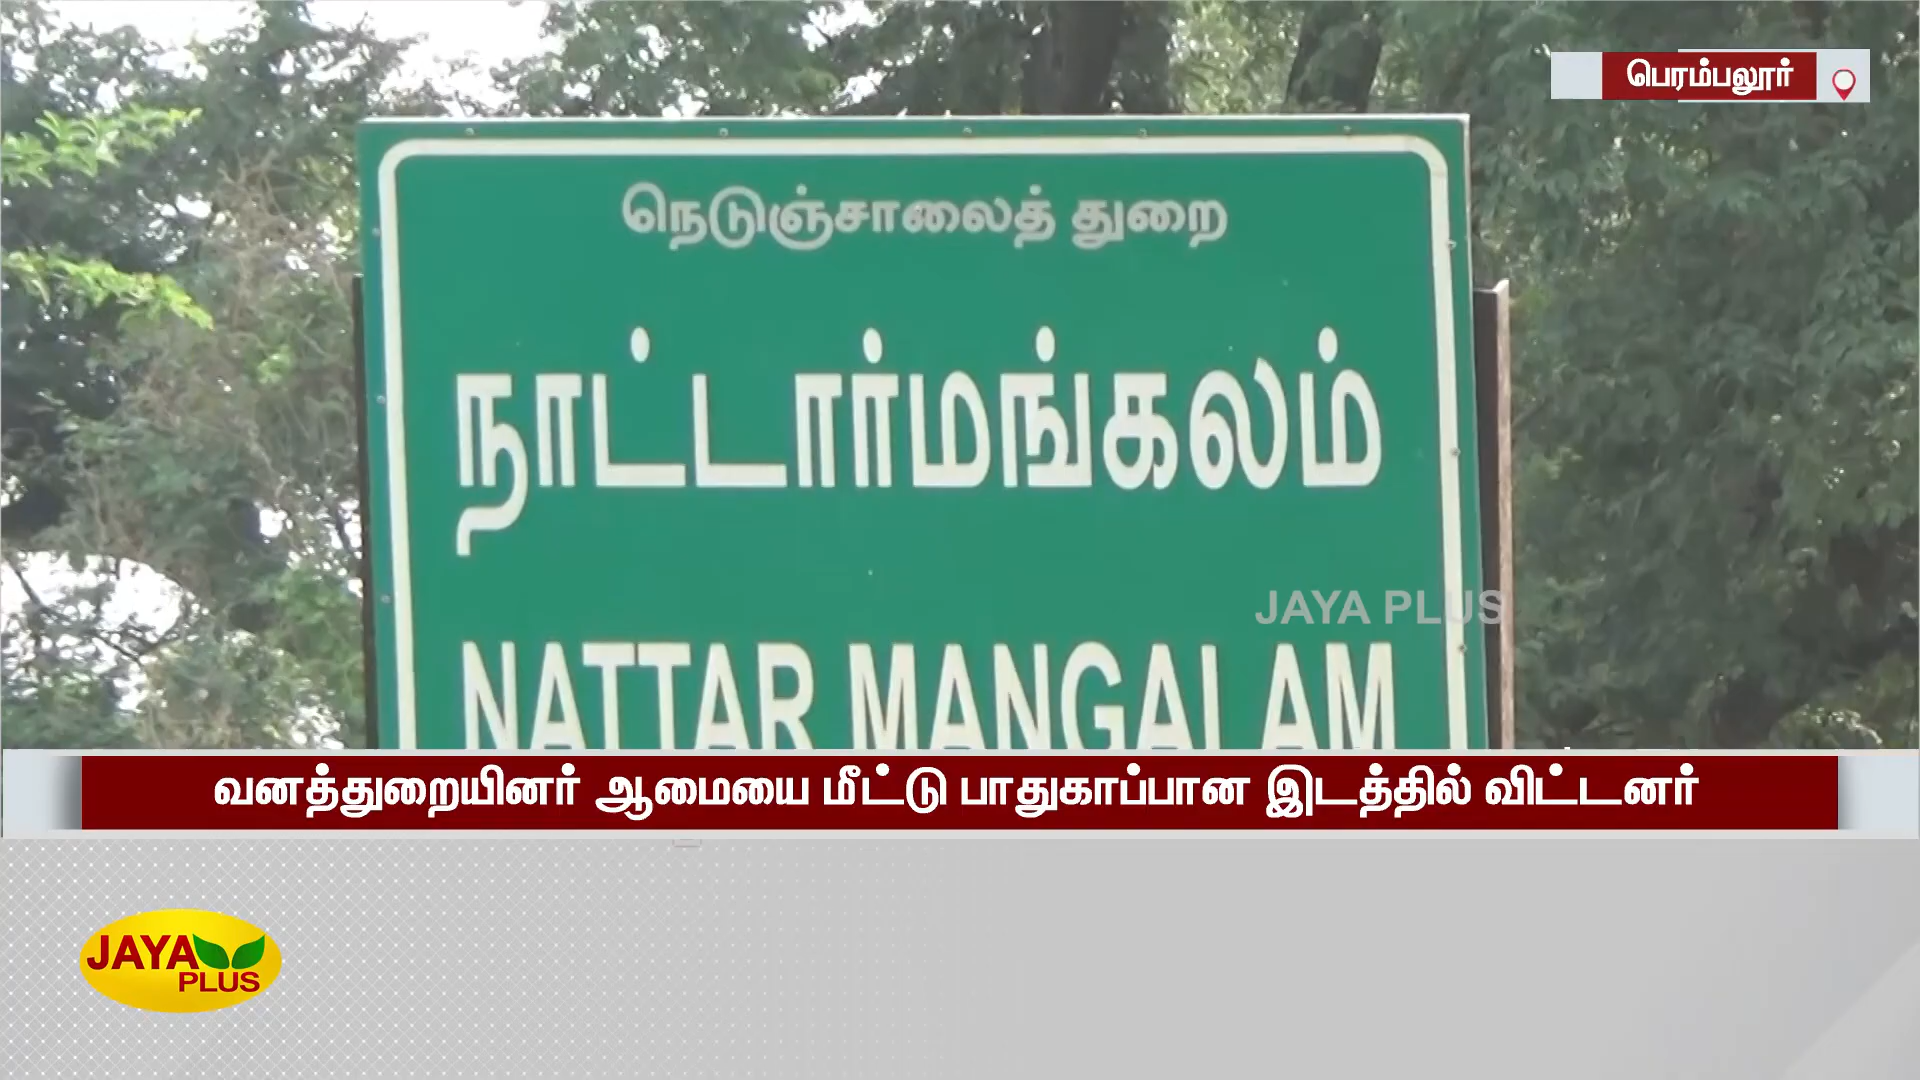 பெரம்பலூர்
நெடுஞ்சாலைத் துறை
நாட்டார்மங்கலம்
JAYA PLUS
NATTAR MANGALAM
வனத்துறையினர் ஆமையை மீட்டு பாதுகாப்பான இடத்தில் விட்டனர்
JAYA
PLUS